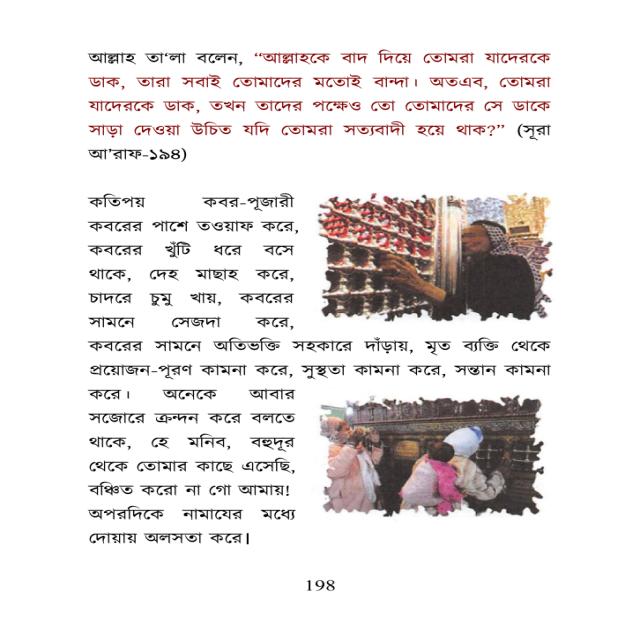 আল্লাহ তা‘লা বলেন, “আল্লাহকে বাদ দিয়ে তোমরা যাদেরকে
ডাক, তারা সবাই তোমাদের মতোই বান্দা। অতএব, তোমরা
যাদেরকে ডাক, তখন তাদের পক্ষেও তো তোমাদের সে ডাকে
সাড়া দেওয়া উচিত যদি তোমরা সত্যবাদী হয়ে থাক?” (সূরা
আ’রাফ-১৯৪)
কতিপয় কবর-পূজারী
কবরের পাশে তওয়াফ করে,
কবরের খুঁটি ধরে বসে
থাকে, দেহ মাছাহ করে,
চাদরে চুমু খায়, কবরের
সামনে সেজদা করে,
কবরের সামনে অতিভক্তি সহকারে দাঁড়ায়, মৃত ব্যক্তি থেকে
প্রয়োজন-পূরণ কামনা করে, সুস্থতা কামনা করে, সন্তান কামনা
করে। অনেকে আবার
সজোরে ক্রন্দন করে বলতে
থাকে, হে মনিব, বহুদূর
থেকে তোমার কাছে এসেছি,
বঞ্চিত করো না গো আমায়!
অপরদিকে নামাযের মধ্যে
দোয়ায় অলসতা করে।
198